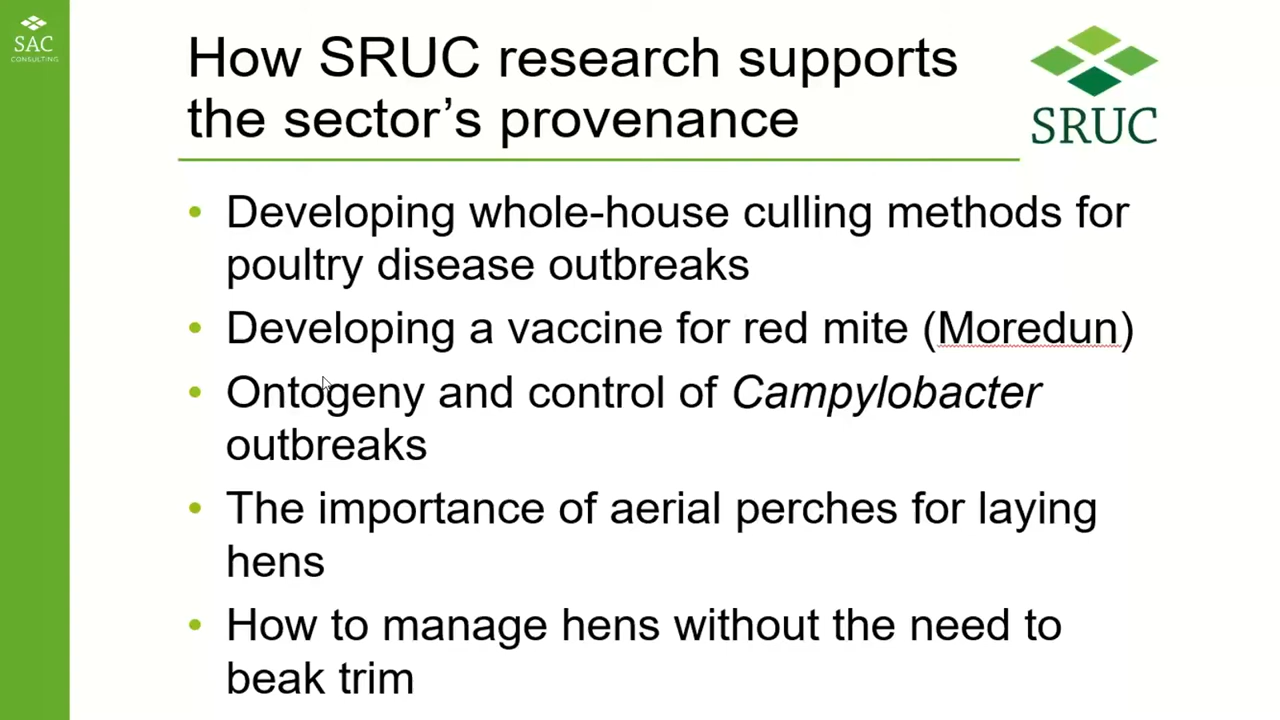 SAC
CONSULTING
How SRUC research supports
the sector's provenance
SRUC
• Developing whole-house culling methods for
poultry disease outbreaks
• Developing a vaccine for red mite (Moredun)
• Ontogeny and control of Campylobacter
outbreaks
• The importance of aerial perches for laying
hens
• How to manage hens without the need to
beak trim